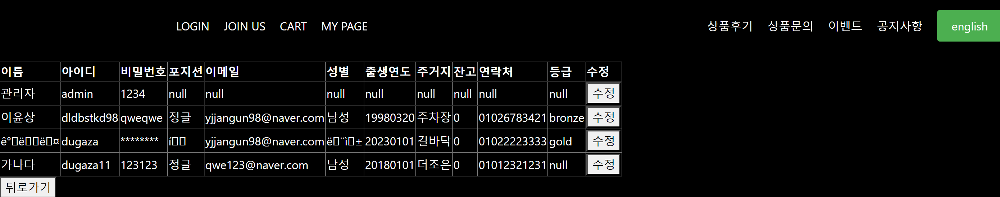 LOGIN JOIN US CART MY PAGE 상품후기 상품문의 이벤트 공지사항 english
이름 아이디 비밀번호 포지션 이메일 성별 출생연도 주거지 잔고 연락처 등급 수정
관리자 admin 1234 null null null null null null null null 수정
이윤상 dldbstkd98 qweqwe 정글 yjjangun98@naver.com 남성 19980320 주차장 0 01026783421 bronze 수정
dugaza ******** yjjangun98@naver.com 20230101 길바닥 0 01022223333 gold 수정
가나다 dugaza11 123123 정글 qwe123@naver.com 남성 20180101 더조은 0 01012321231 null 수정
뒤로가기